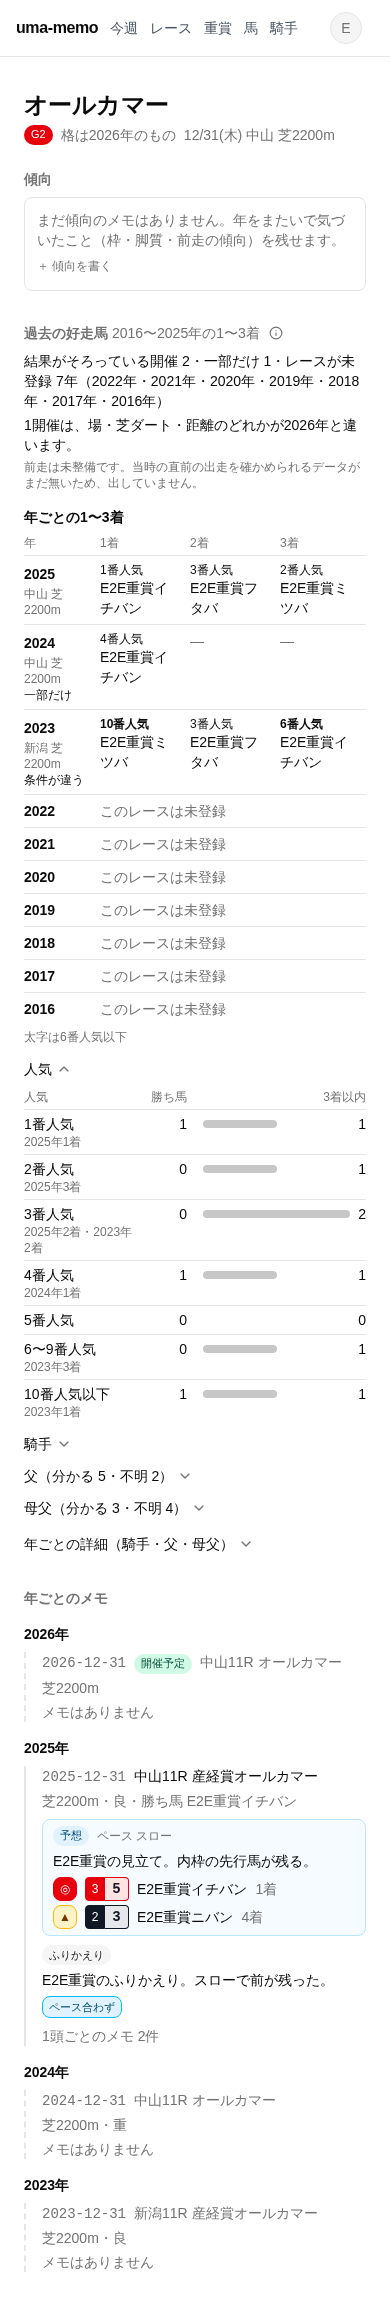 uma-memo 今週 レース 重賞 馬 騎手 E
オールカマー
G2 格は2026年のもの 12/31(木) 中山 芝2200m
傾向
まだ傾向のメモはありません。年をまたいで気づ
いたこと（枠・脚質・前走の傾向）を残せます。
＋ 傾向を書く
過去の好走馬 2016〜2025年の1〜3着
結果がそろっている開催 2・一部だけ 1・レースが未
登録 7年（2022年・2021年・2020年・2019年・2018
年・2017年・2016年）
1開催は、場・芝ダート・距離のどれかが2026年と違
います。
前走は未整備です。当時の直前の出走を確かめられるデータが
まだ無いため、出していません。
年ごとの1〜3着
年 1着 2着 3着
2025 1番人気 3番人気 2番人気
中山 芝 E2E重賞イ E2E重賞フ E2E重賞ミ
2200m チバン タバ ツバ
2024 4番人気 — —
中山 芝 E2E重賞イ
2200m チバン
一部だけ
2023 10番人気 3番人気 6番人気
新潟 芝 E2E重賞ミ E2E重賞フ E2E重賞イ
2200m ツバ タバ チバン
条件が違う
2022 このレースは未登録
2021 このレースは未登録
2020 このレースは未登録
2019 このレースは未登録
2018 このレースは未登録
2017 このレースは未登録
2016 このレースは未登録
太字は6番人気以下
人気
人気 勝ち馬 3着以内
1番人気 1 1
2025年1着
2番人気 0 1
2025年3着
3番人気 0 2
2025年2着・2023年
2着
4番人気 1 1
2024年1着
5番人気 0 0
6〜9番人気 0 1
2023年3着
10番人気以下 1 1
2023年1着
騎手
父（分かる 5・不明 2）
母父（分かる 3・不明 4）
年ごとの詳細（騎手・父・母父）
年ごとのメモ
2026年
2026-12-31 開催予定 中山11R オールカマー
芝2200m
メモはありません
2025年
2025-12-31 中山11R 産経賞オールカマー
芝2200m・良・勝ち馬 E2E重賞イチバン
予想 ペース スロー
E2E重賞の見立て。内枠の先行馬が残る。
◎ 3 5 E2E重賞イチバン 1着
▲ 2 3 E2E重賞ニバン 4着
ふりかえり
E2E重賞のふりかえり。スローで前が残った。
ペース合わず
1頭ごとのメモ 2件
2024年
2024-12-31 中山11R オールカマー
芝2200m・重
メモはありません
2023年
2023-12-31 新潟11R 産経賞オールカマー
芝2200m・良
メモはありません